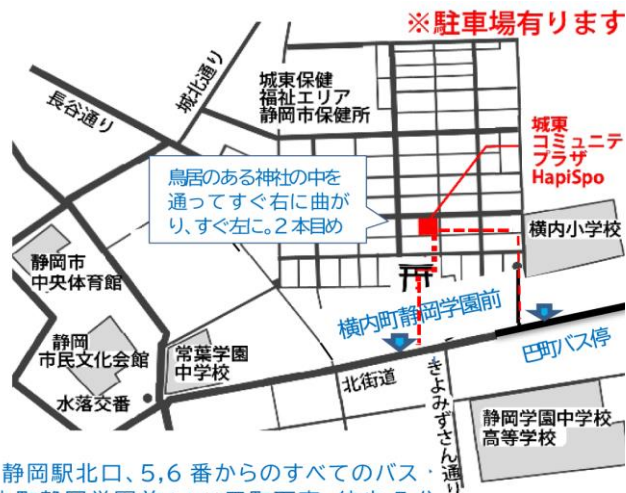 ※駐車場有ります
城北通り
長谷通り
城東保健
福祉エリア
静岡市保健所
城東
コミュニテ
プラザ
HapiSpo
鳥居のある神社の中を
通ってすぐ右に曲が
り、すぐ左に。2本目め
横内小学校
静岡市
中央体育館
横内町静岡学園前
静岡
市民文化会館
常葉学園
中学校
巴町バス停
北街道
水落交番
きよみずさん通り
静岡学園中学校
高等学校
静岡駅北口、5,6 番からのすべてのバス・